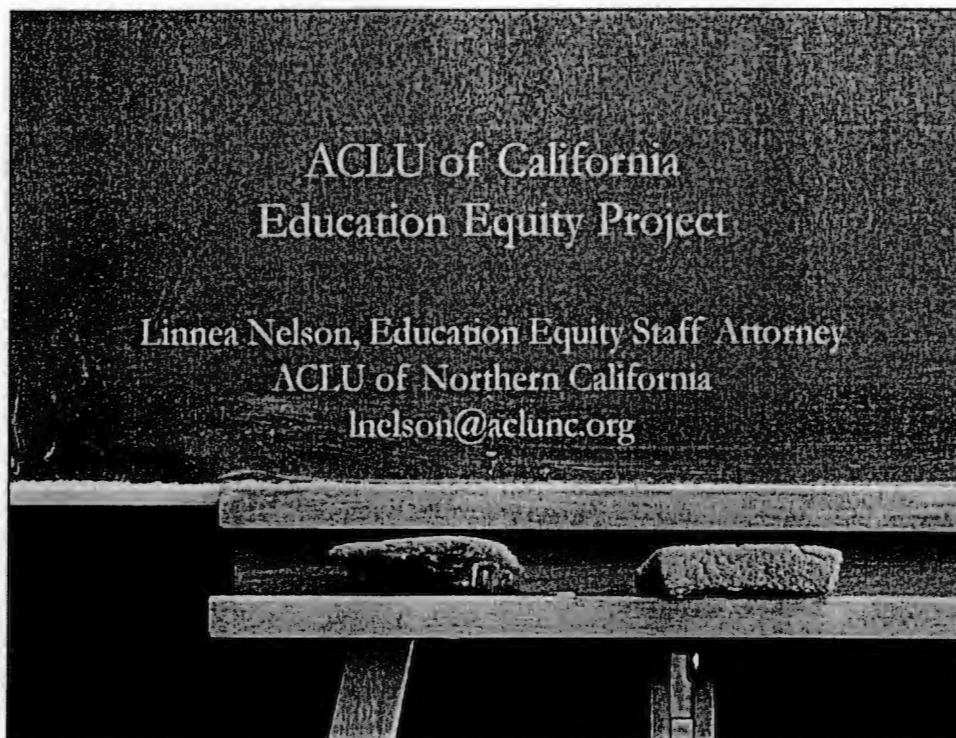 ACLU of California
Education Equity Project
Linnea Nelson, Education Equity Staff Attorney
ACLU of Northern California
lnelson@aclunc.org